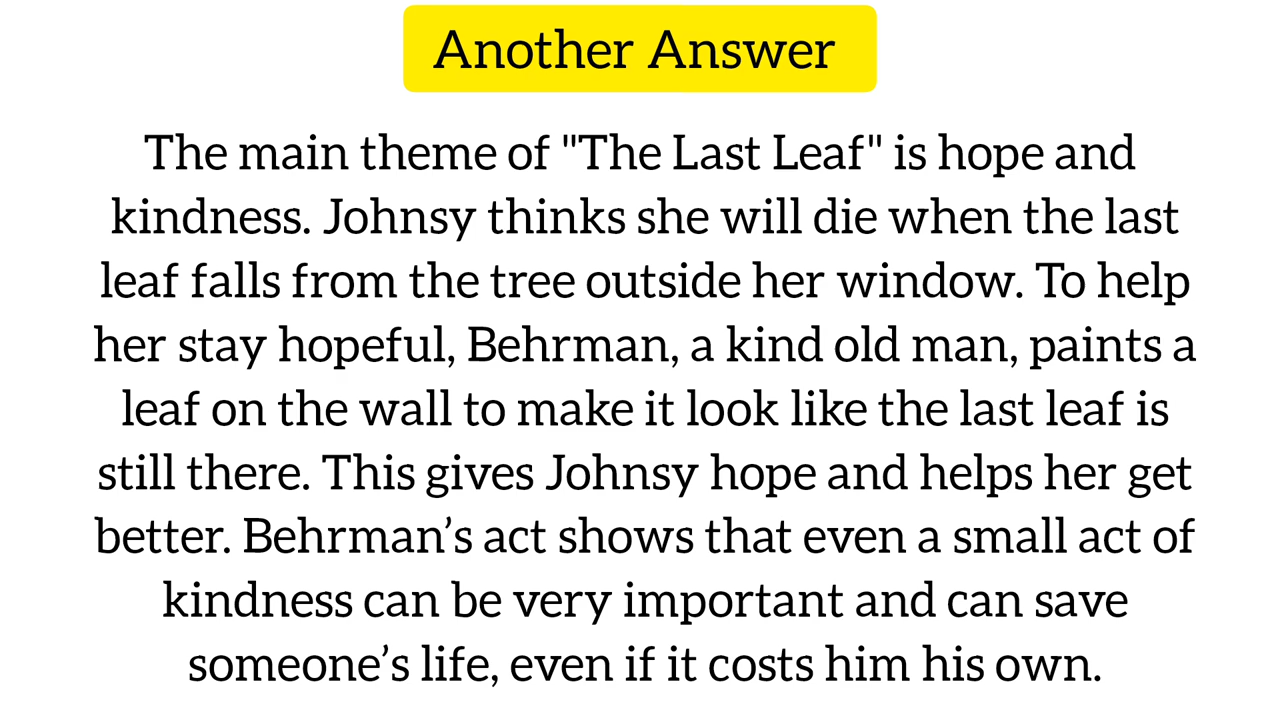 Another Answer
The main theme of "The Last Leaf" is hope and
kindness. Johnsy thinks she will die when the last
leaf falls from the tree outside her window. To help
her stay hopeful, Behrman, a kind old man, paints a
leaf on the wall to make it look like the last leaf is
still there. This gives Johnsy hope and helps her get
better. Behrman’s act shows that even a small act of
kindness can be very important and can save
someone’s life, even if it costs him his own.